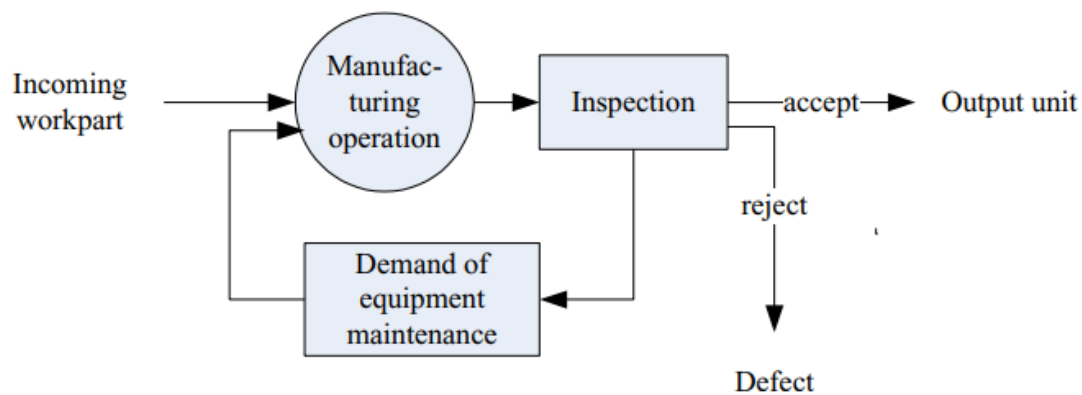 Incoming
workpart
Manufac-
turing
operation
Inspection
accept
Output unit
reject
Demand of
equipment
maintenance
Defect